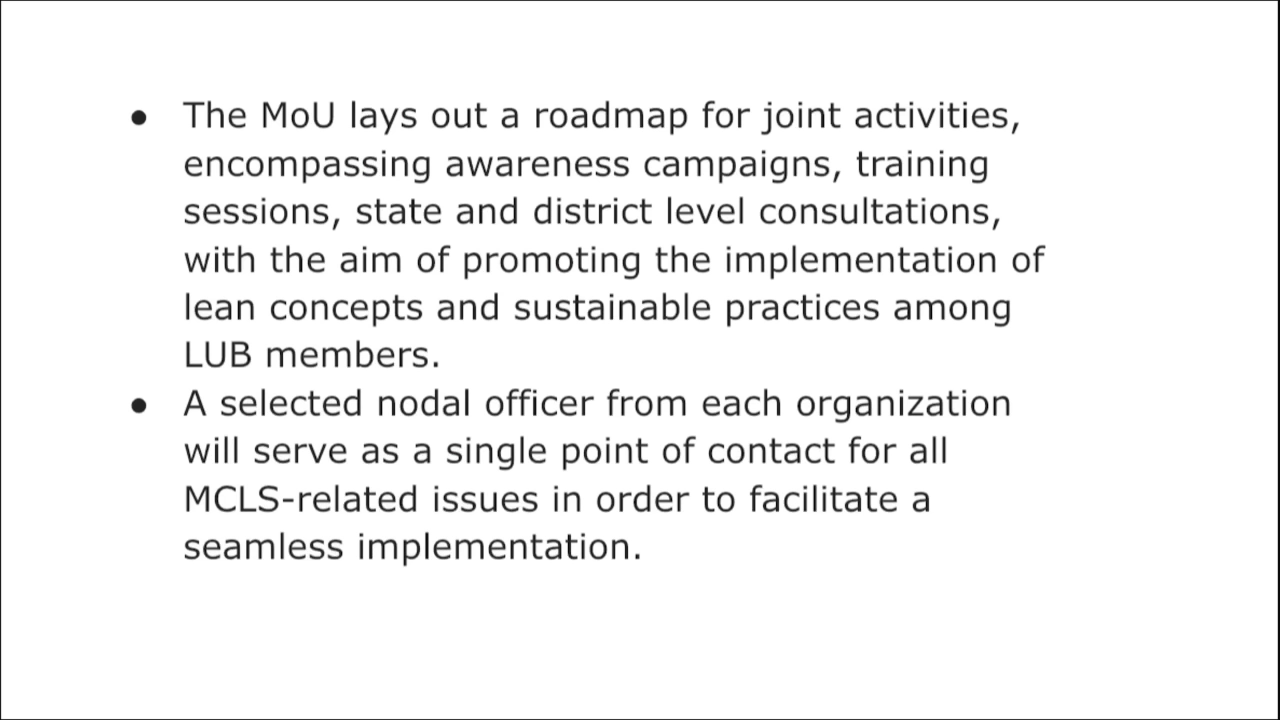 ● The MoU lays out a roadmap for joint activities,
encompassing awareness campaigns, training
sessions, state and district level consultations,
with the aim of promoting the implementation of
lean concepts and sustainable practices among
LUB members.
● A selected nodal officer from each organization
will serve as a single point of contact for all
MCLS-related issues in order to facilitate a
seamless implementation.